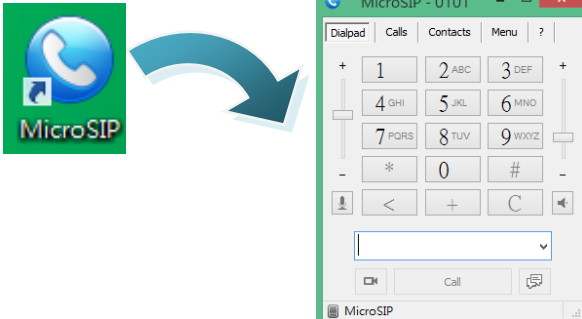 MicroSIP
MicroSIP - 0101
Dialpad Calls Contacts Menu ?
+ 1 2 ABC 3 DEF +
4 GHI 5 JKL 6 MNO
7 PQRS 8 TUV 9 WXYZ
- * 0 # -
< + C
Call
MicroSIP